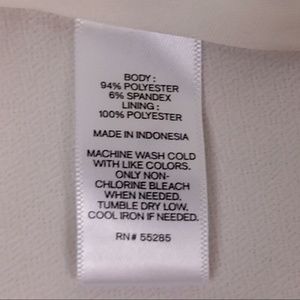 BODY :
94% POLYESTER
6% SPANDEX
LINING :
100% POLYESTER
MADE IN INDONESIA
MACHINE WASH COLD
WITH LIKE COLORS.
ONLY NON-
CHLORINE BLEACH
WHEN NEEDED.
TUMBLE DRY LOW.
COOL IRON IF NEEDED.
RN# 55285